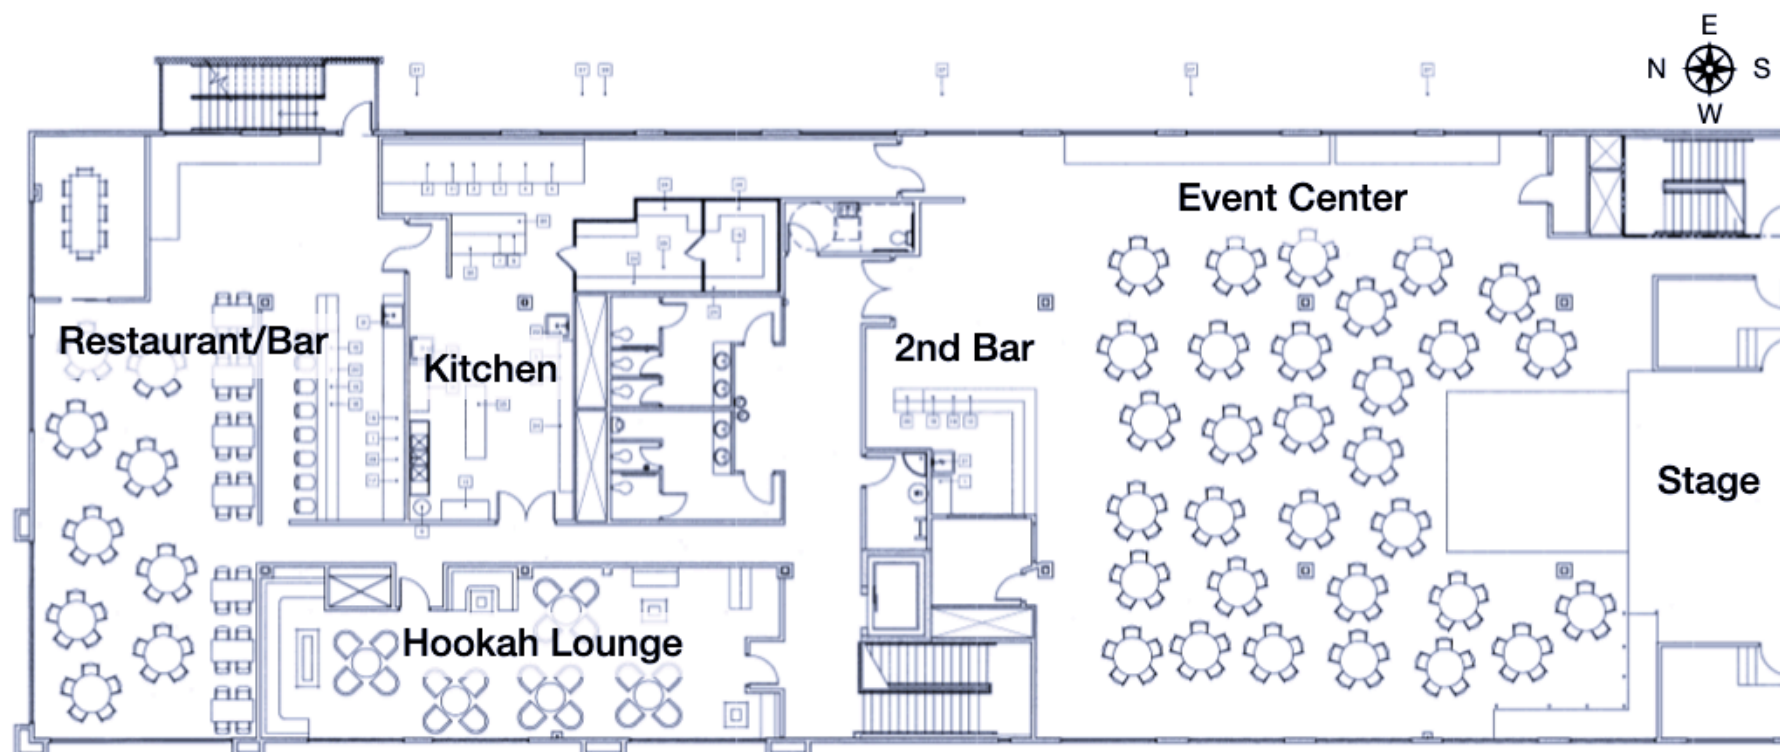 E
N S
W
Event Center
Restaurant/Bar
2nd Bar
Kitchen
Stage
Hookah Lounge